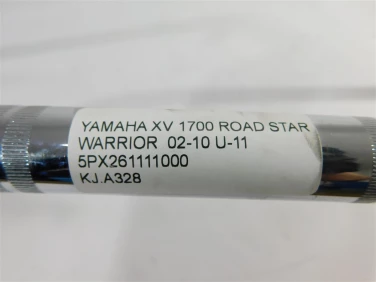 YAMAHA XV 1700 ROAD STAR
WARRIOR 02-10 U-11
5PX261111000
KJ.A328